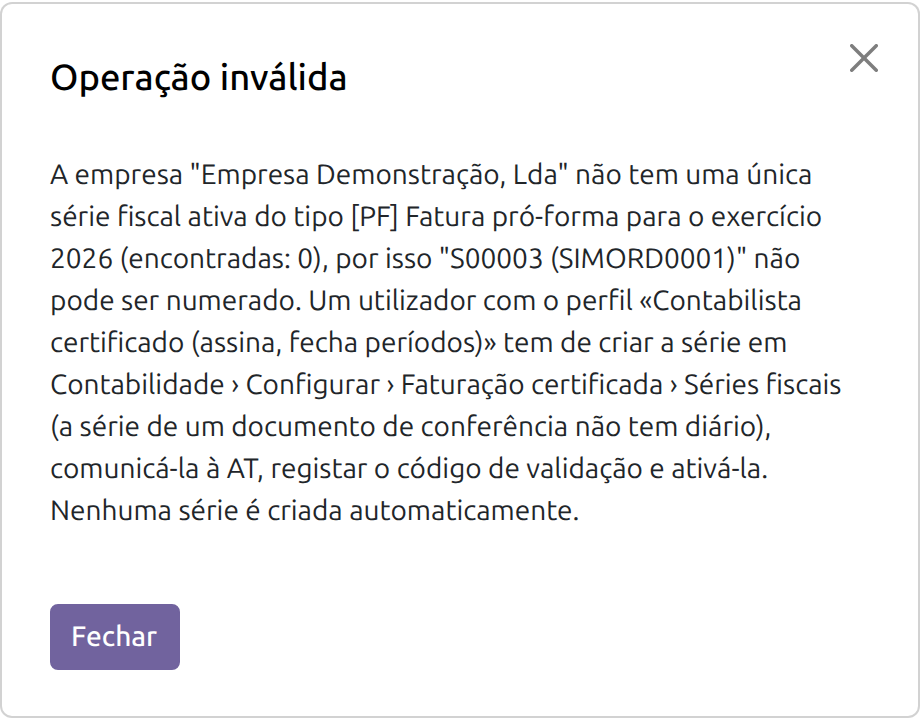 Operação inválida
A empresa "Empresa Demonstração, Lda" não tem uma única
série fiscal ativa do tipo [PF] Fatura pró-forma para o exercício
2026 (encontradas: 0), por isso "S00003 (SIMORD0001)" não
pode ser numerado. Um utilizador com o perfil «Contabilista
certificado (assina, fecha períodos)» tem de criar a série em
Contabilidade › Configurar › Faturação certificada › Séries fiscais
(a série de um documento de conferência não tem diário),
comunicá-la à AT, registar o código de validação e ativá-la.
Nenhuma série é criada automaticamente.
Fechar